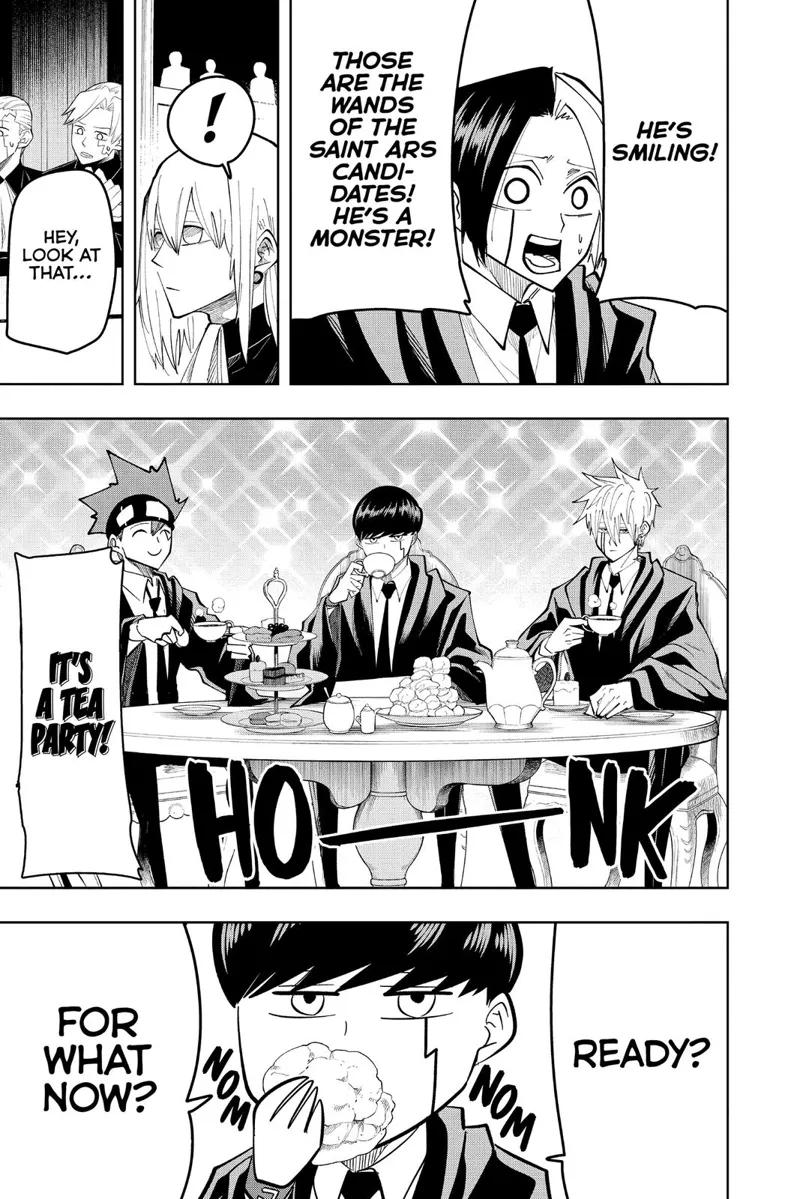 HE'S
SMILING!
THOSE
ARE THE
WANDS
OF THE
SAINT ARS
CANDI-
DATES!
HE'S A
MONSTER!
!
HEY,
LOOK AT
THAT...
IT'S
A TEA
PARTY!
HO—NK
READY?
NOM
NOM
FOR
WHAT
NOW?